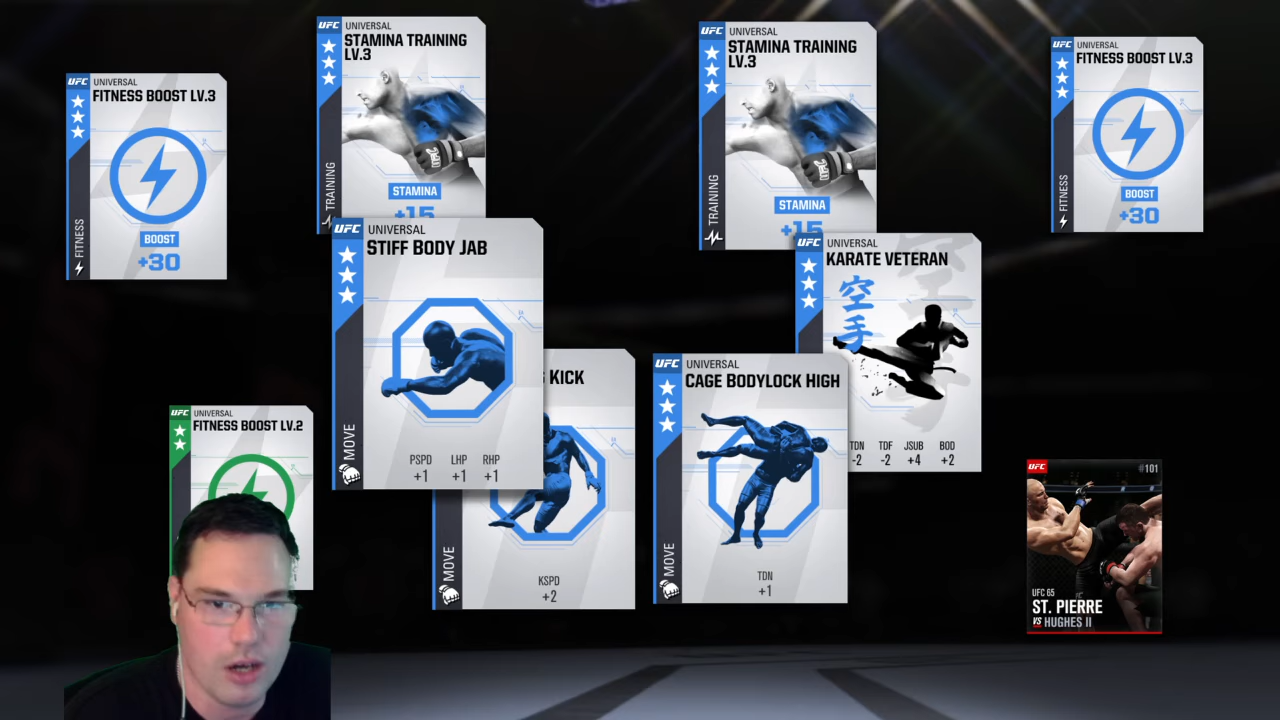 UFC UNIVERSAL
FITNESS BOOST LV.3
FITNESS
BOOST
+30
UFC UNIVERSAL
STAMINA TRAINING
LV.3
TRAINING
STAMINA
+15
UFC UNIVERSAL
STAMINA TRAINING
LV.3
TRAINING
STAMINA
+15
UFC UNIVERSAL
FITNESS BOOST LV.3
FITNESS
BOOST
+30
UFC UNIVERSAL
STIFF BODY JAB
MOVE
PSPD LHP RHP
+1 +1 +1
UFC UNIVERSAL
KARATE VETERAN
空
手
TDN TDF JSUB BOD
-2 -2 +4 +2
KICK
MOVE
KSPD
+2
UFC UNIVERSAL
CAGE BODYLOCK HIGH
MOVE
TDN
+1
UFC UNIVERSAL
FITNESS BOOST LV.2
UFC #101
UFC 65
ST. PIERRE
VS HUGHES II